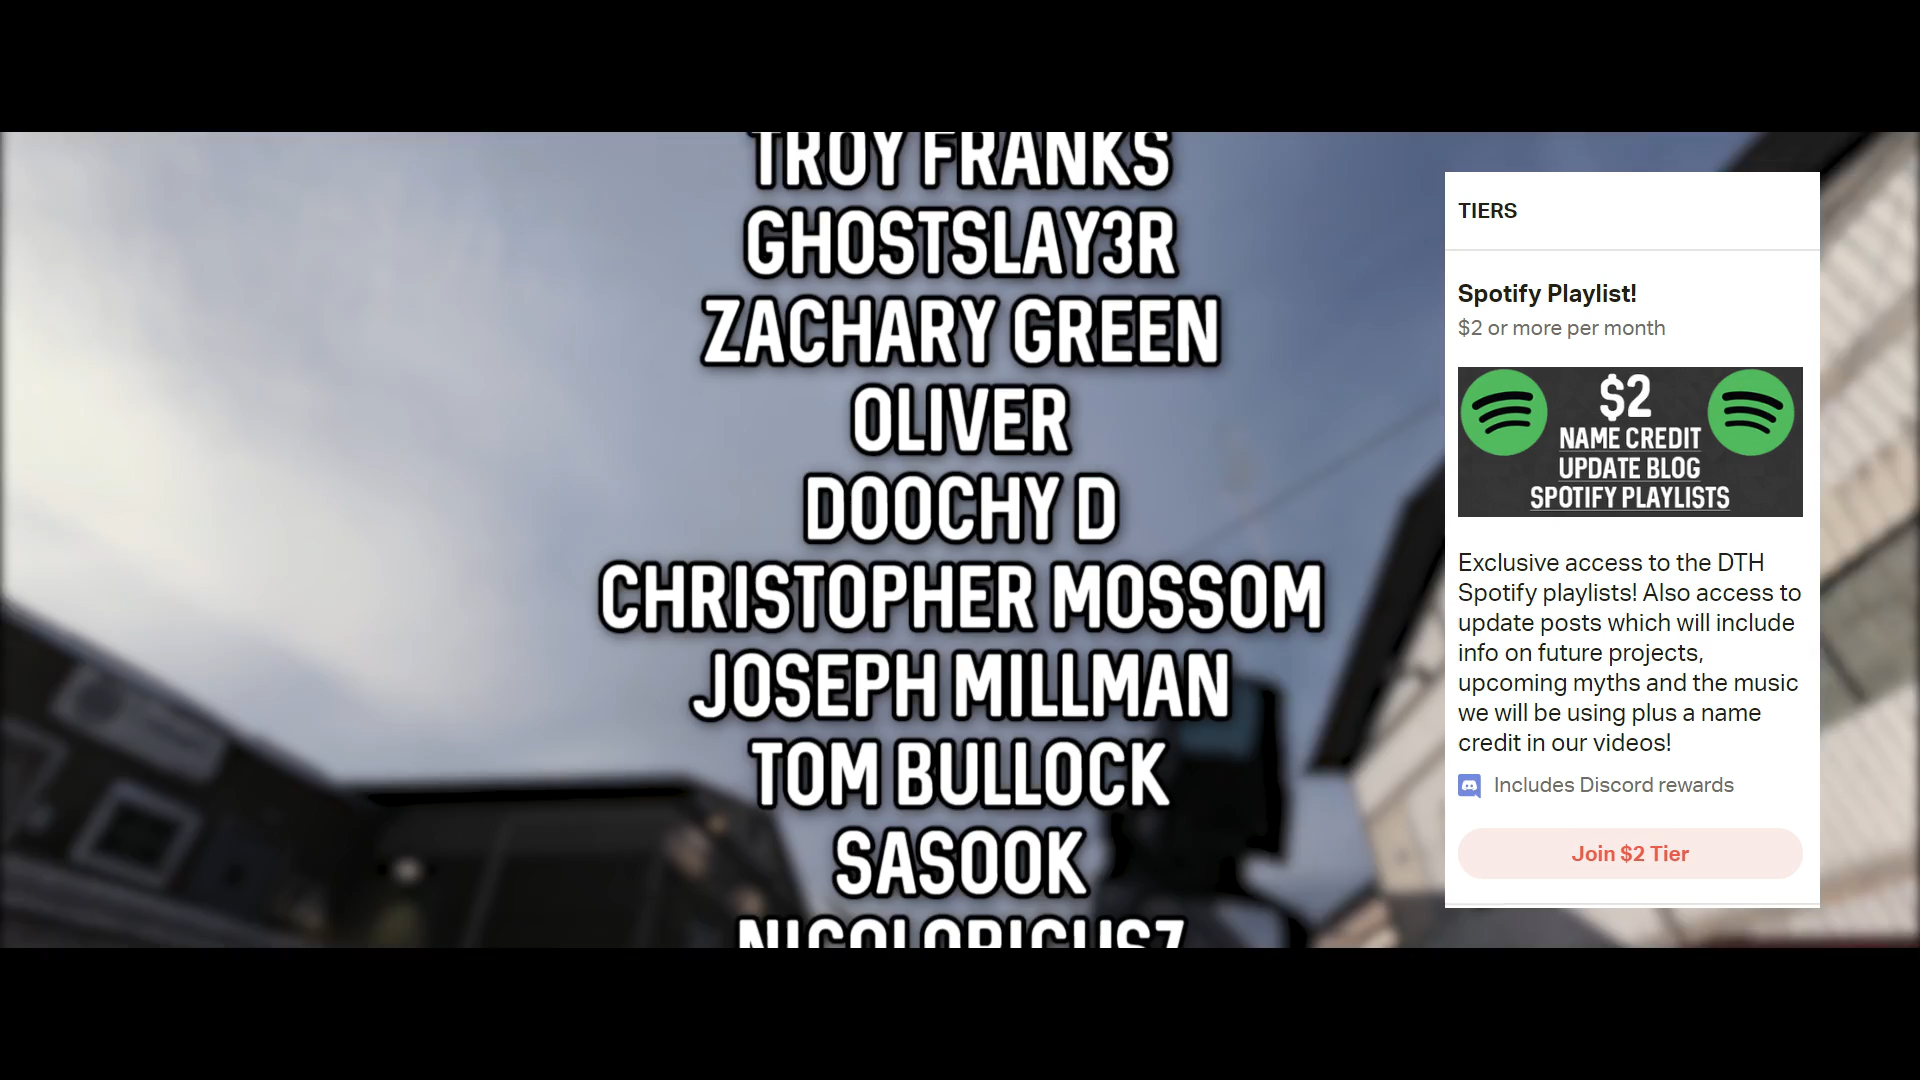 TROY FRANKS
GHOSTSLAY3R
ZACHARY GREEN
OLIVER
DOOCHY D
CHRISTOPHER MOSSOM
JOSEPH MILLMAN
TOM BULLOCK
SASOOK
TIERS
Spotify Playlist!
$2 or more per month
$2
NAME CREDIT
UPDATE BLOG
SPOTIFY PLAYLISTS
Exclusive access to the DTH
Spotify playlists! Also access to
update posts which will include
info on future projects,
upcoming myths and the music
we will be using plus a name
credit in our videos!
Includes Discord rewards
Join $2 Tier